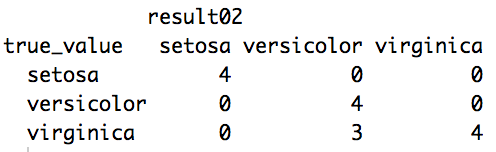 result02
true_value setosa versicolor virginica
setosa 4 0 0
versicolor 0 4 0
virginica 0 3 4